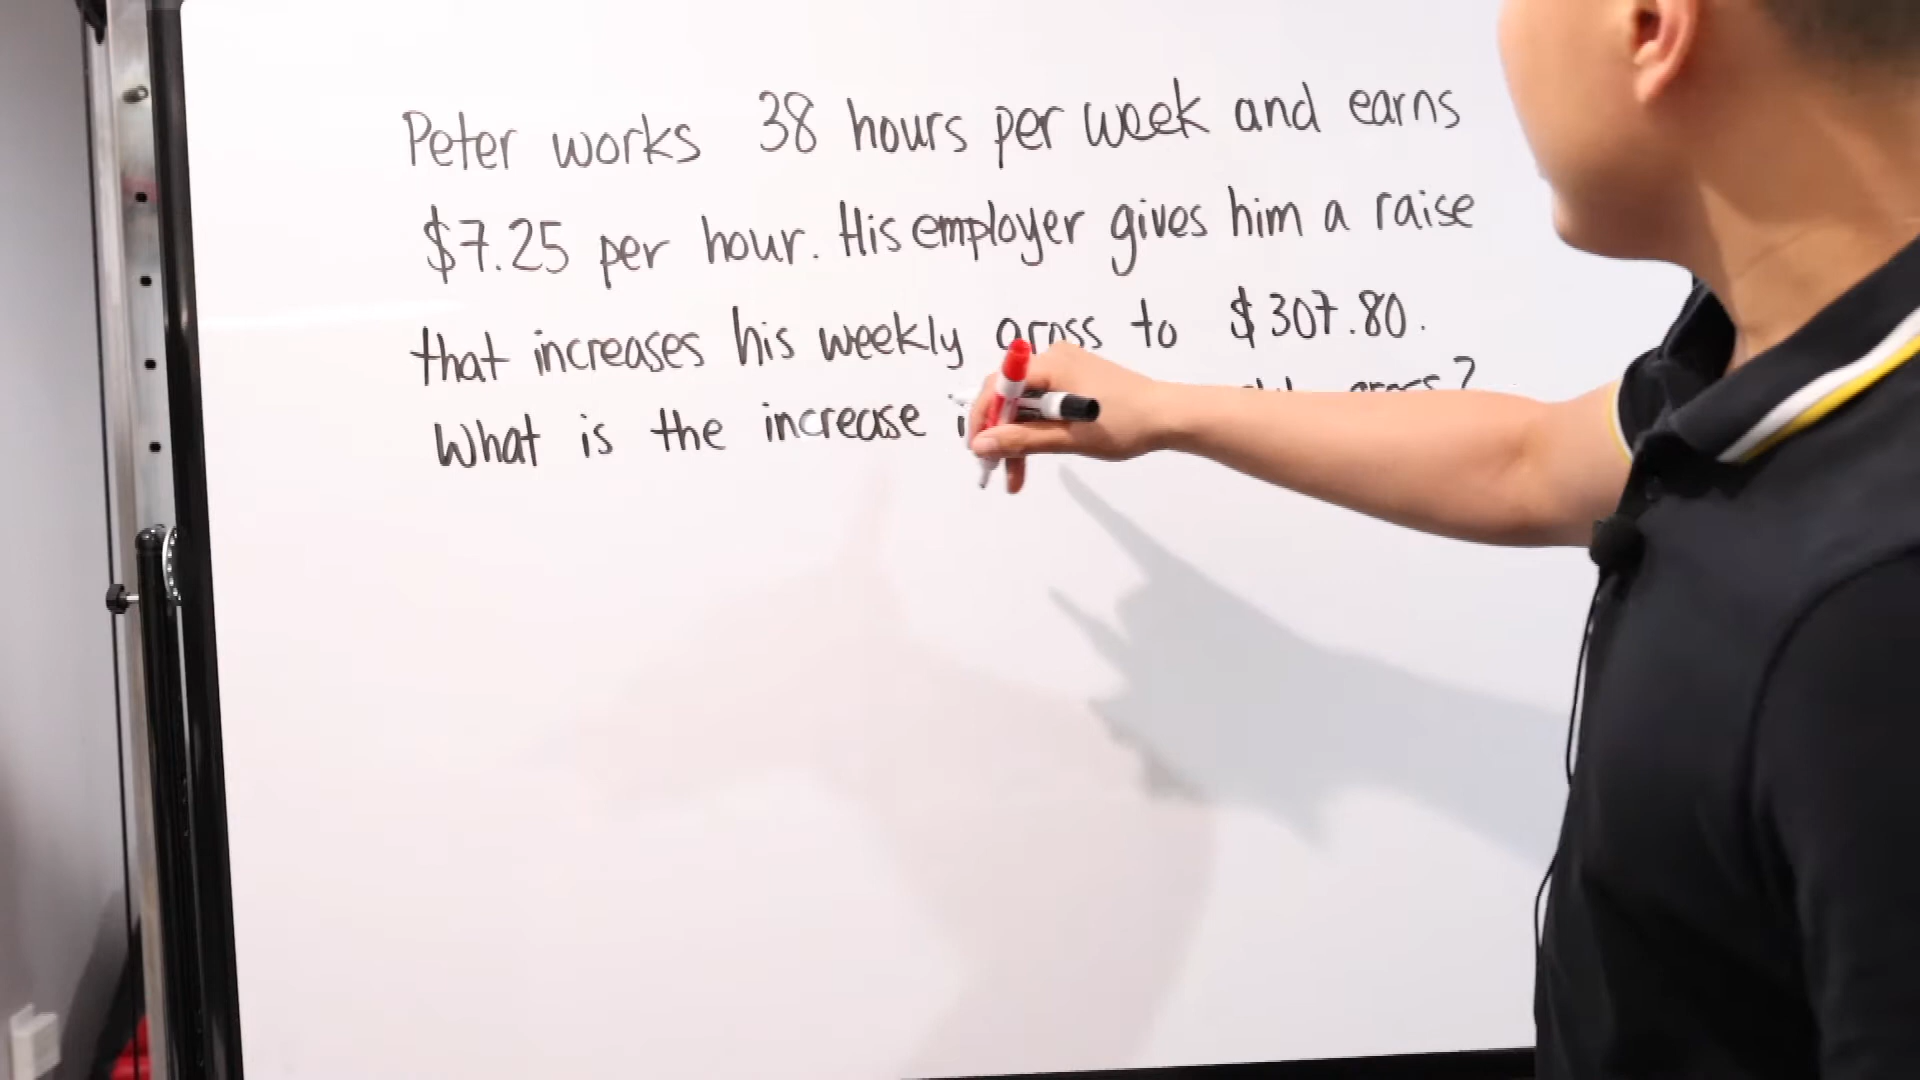 Peter works 38 hours per week and earns
$7.25 per hour. His employer gives him a raise
that increases his weekly gross to $307.80.
What is the increase gross?